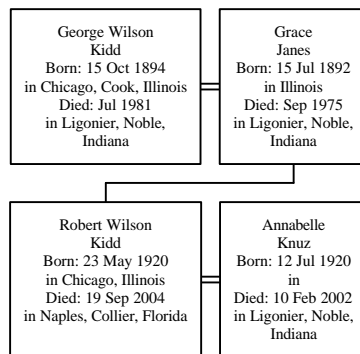 George Wilson
Kidd
Born: 15 Oct 1894
in Chicago, Cook, Illinois
Died: Jul 1981
in Ligonier, Noble,
Indiana
Grace
Janes
Born: 15 Jul 1892
in Illinois
Died: Sep 1975
in Ligonier, Noble,
Indiana
Robert Wilson
Kidd
Born: 23 May 1920
in Chicago, Illinois
Died: 19 Sep 2004
in Naples, Collier, Florida
Annabelle
Knuz
Born: 12 Jul 1920
in
Died: 10 Feb 2002
in Ligonier, Noble,
Indiana